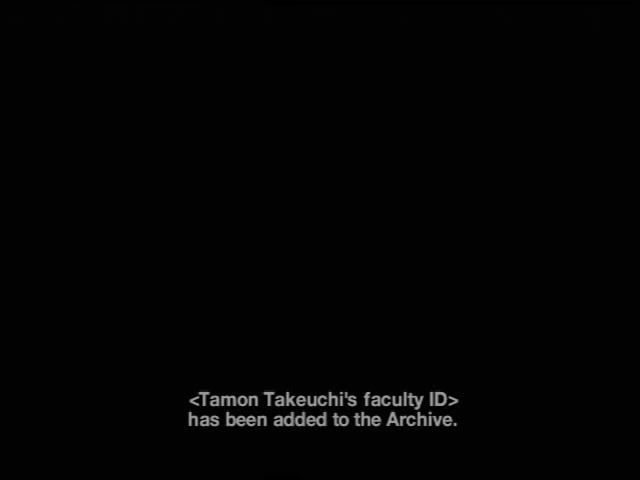 <Tamon Takeuchi's faculty ID>
has been added to the Archive.